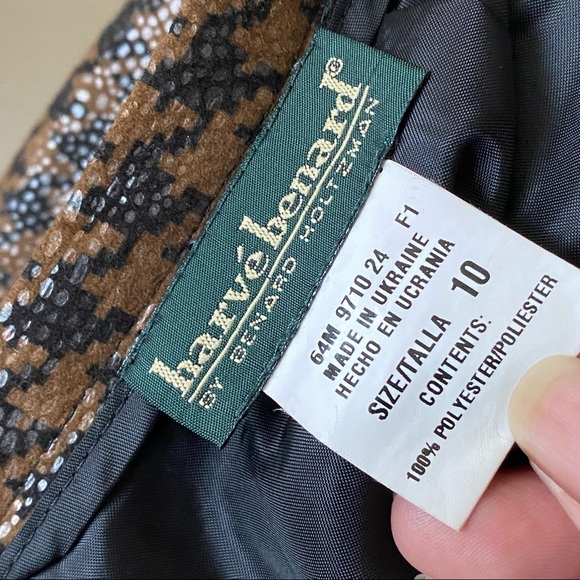 harvé benard®
BY BENARD HOLTZMAN
64M 9710 24 F1
MADE IN UKRAINE
HECHO EN UCRANIA
SIZE/TALLA 10
CONTENTS:
100% POLYESTER/POLIESTER